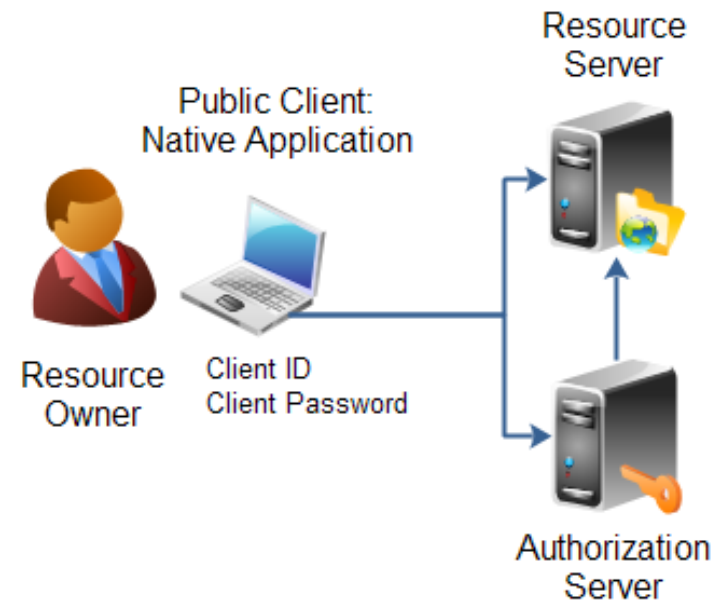 Resource
Server
Public Client:
Native Application
Resource
Owner
Client ID
Client Password
Authorization
Server